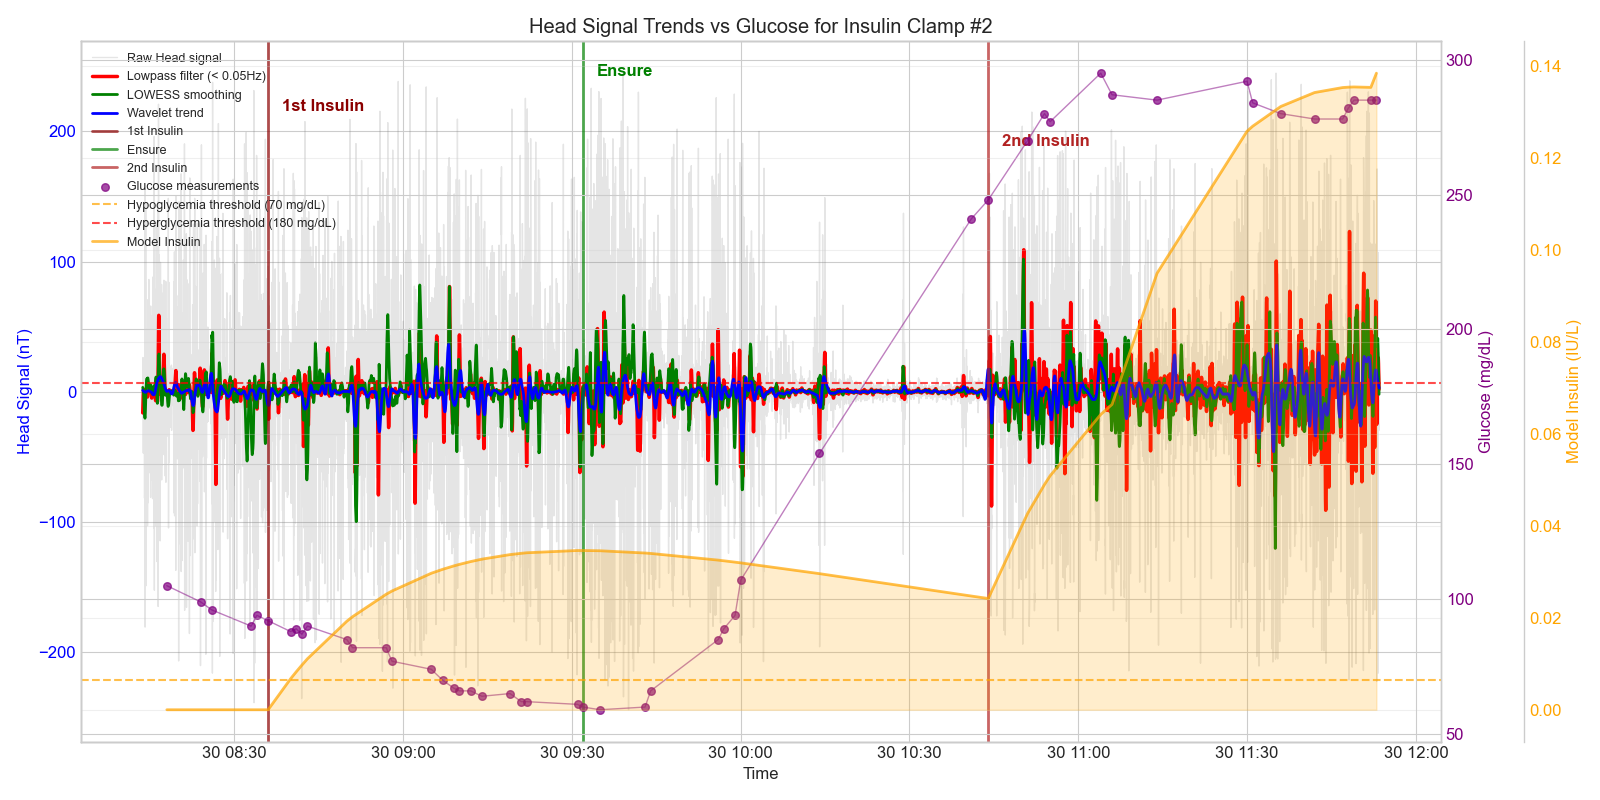 Head Signal Trends vs Glucose for Insulin Clamp #2
Raw Head signal
Lowpass filter (< 0.05Hz)
LOWESS smoothing
Wavelet trend
1st Insulin
Ensure
2nd Insulin
Glucose measurements
Hypoglycemia threshold (70 mg/dL)
Hyperglycemia threshold (180 mg/dL)
Model Insulin
1st Insulin
Ensure
2nd Insulin
Head Signal (nT)
200
100
0
−100
−200
300
250
200
150
100
50
Glucose (mg/dL)
0.14
0.12
0.10
0.08
0.06
0.04
0.02
0.00
Model Insulin (IU/L)
30 08:30
30 09:00
30 09:30
30 10:00
30 10:30
30 11:00
30 11:30
30 12:00
Time